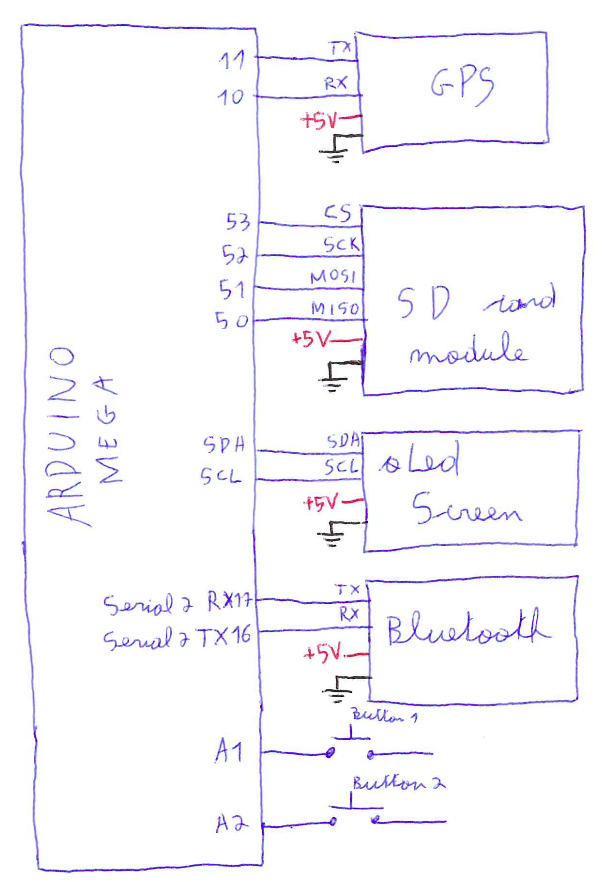 ARDUINO
MEGA
11 TX
10 RX
+5V
GPS
53 CS
52 SCK
51 MOSI
50 MISO
+5V
SD card
module
SDA SDA
SCL SCL
+5V
oLed
Screen
Serial 2 RX17 TX
Serial 2 TX16 RX
+5V
Bluetooth
A1 Button 1
A2 Button 2